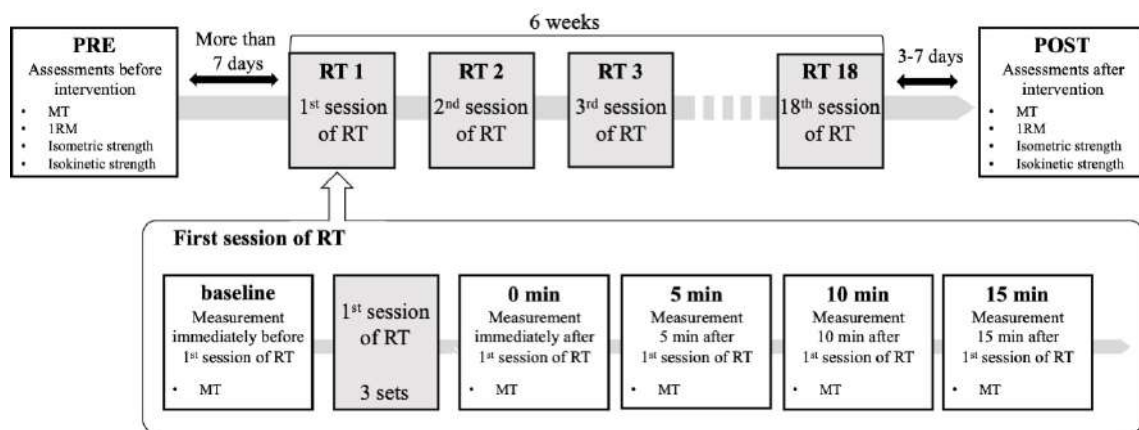 6 weeks
PRE
Assessments before
intervention
• MT
• 1RM
• Isometric strength
• Isokinetic strength
More than
7 days
RT 1
1st session
of RT
RT 2
2nd session
of RT
RT 3
3rd session
of RT
RT 18
18th session
of RT
3-7 days
POST
Assessments after
intervention
• MT
• 1RM
• Isometric strength
• Isokinetic strength
First session of RT
baseline
Measurement
immediately before
1st session of RT
• MT
1st session
of RT
3 sets
0 min
Measurement
immediately after
1st session of RT
• MT
5 min
Measurement
5 min after
1st session of RT
• MT
10 min
Measurement
10 min after
1st session of RT
• MT
15 min
Measurement
15 min after
1st session of RT
• MT